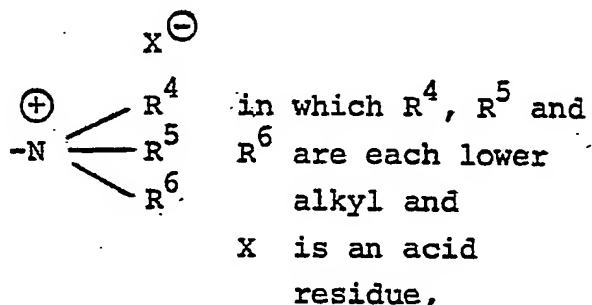 X⊖
⊕ R⁴ in which R⁴, R⁵ and
-N R⁵ R⁶ are each lower
R⁶ alkyl and
X is an acid
residue,